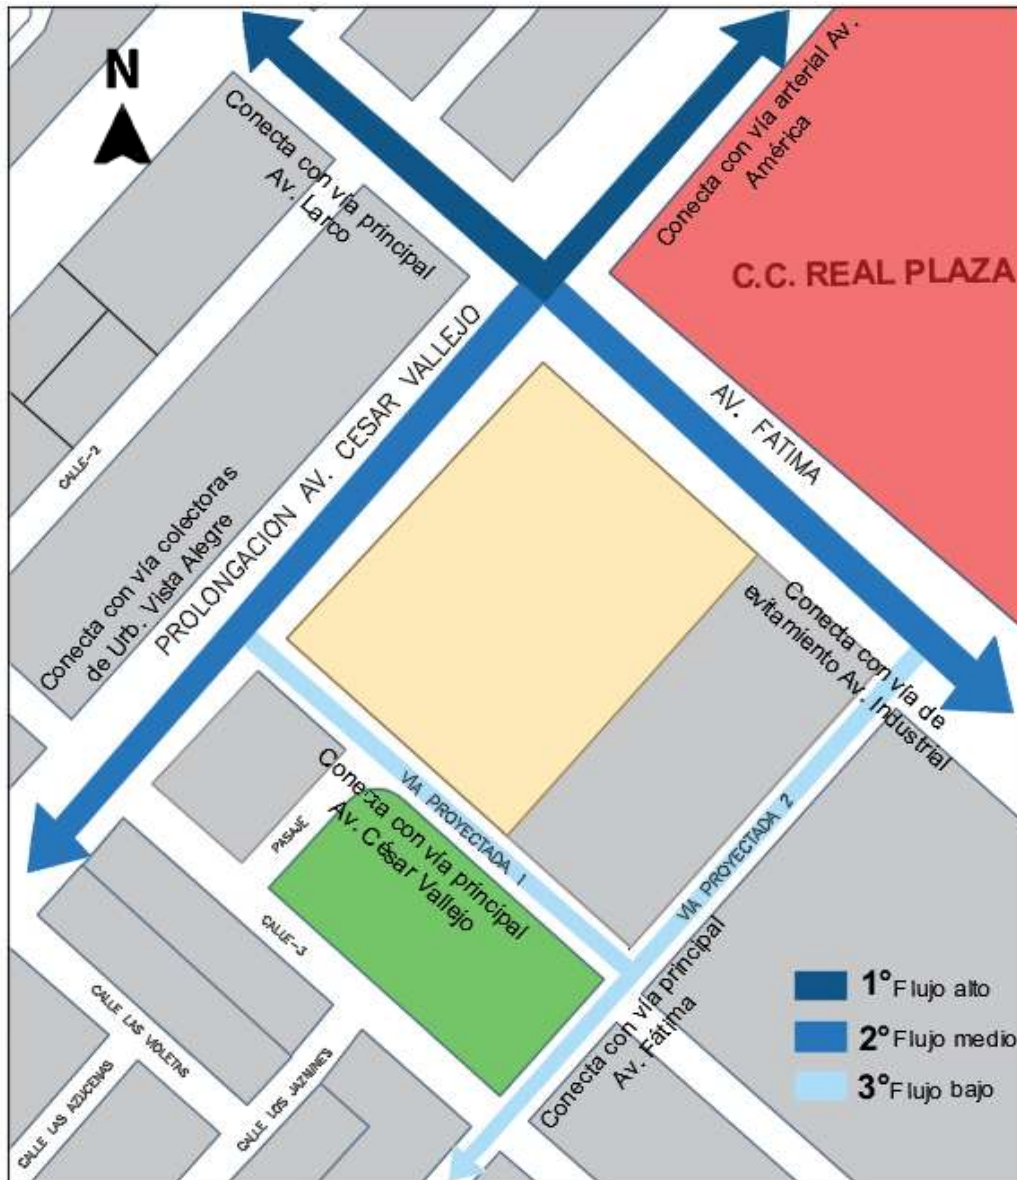 N
Conecta con vía principal
Av. Larco
Conecta con vía arterial Av.
América
C.C. REAL PLAZA
PROLONGACION AV. CESAR VALLEJO
AV. FATIMA
CALLE-2
Conecta con vía colectoras
de Urb. Vista Alegre
Conecta con vía de
evitamiento Av. Industrial
VIA PROYECTADA 1
Conecta con vía principal
Av. César Vallejo
PASAJE
VIA PROYECTADA 2
CALLE-3
Conecta con vía principal
Av. Fátima
CALLE LAS VIOLETAS
CALLE LAS AZUCENAS
CALLE LOS JAZMINES
1° Flujo alto
2° Flujo medio
3° Flujo bajo